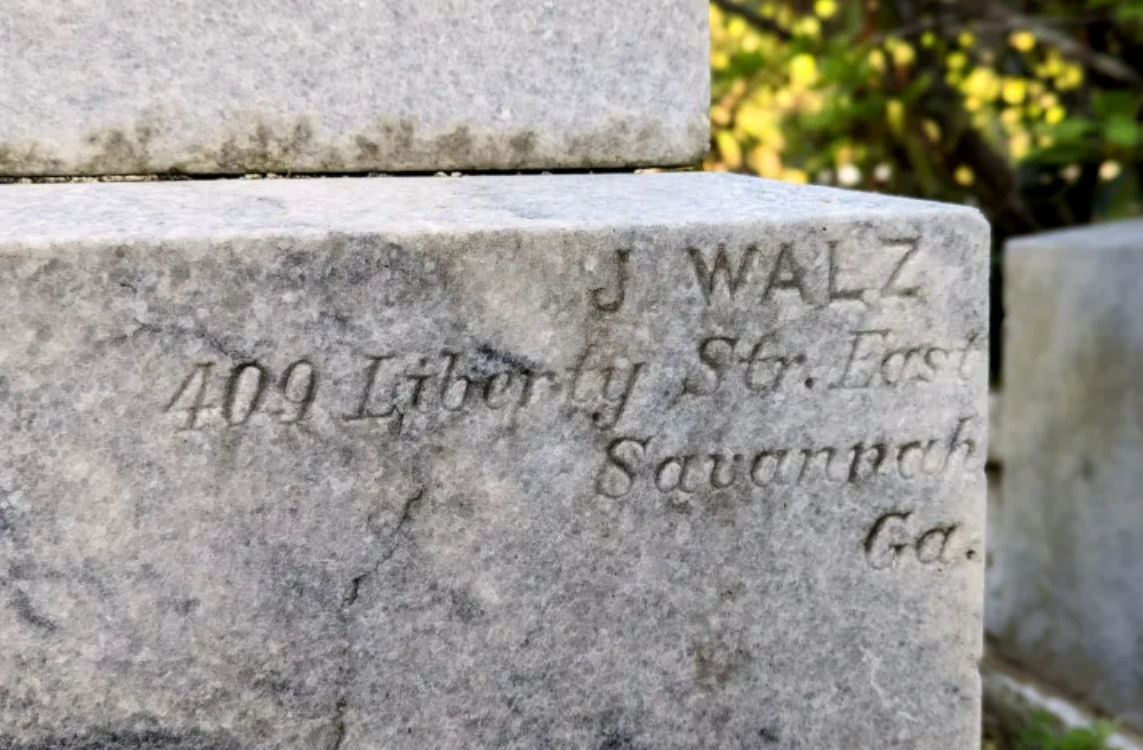 J WALZ
409 Liberty Str. East
Savannah
Ga.